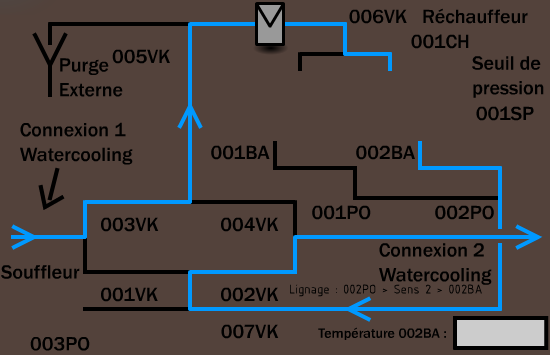 006VK Réchauffeur
001CH
005VK
Purge
Externe
Seuil de
pression
001SP
Connexion 1
Watercooling
001BA
002BA
003VK
004VK
001PO
002PO
Connexion 2
Watercooling
Souffleur
001VK
002VK
Lignage : 002PO > Sens 2 > 002BA
007VK
Température 002BA :
003PO